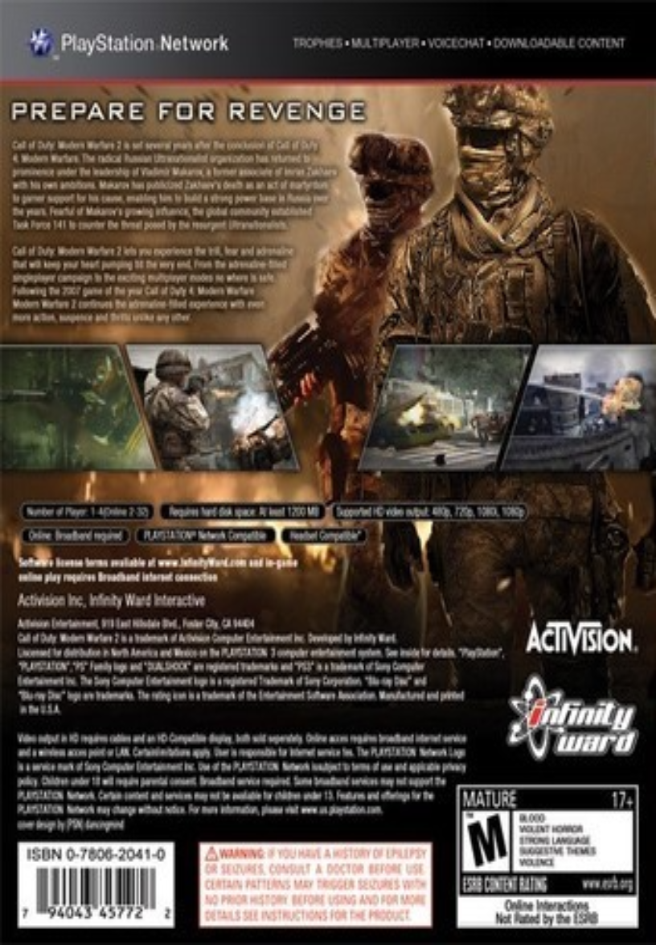 PlayStation Network
TROPHIES • MULTIPLAYER • VOICECHAT • DOWNLOADABLE CONTENT
PREPARE FOR REVENGE
Call of Duty: Modern Warfare 2 is set several years after the conclusion of Call of Duty
4: Modern Warfare. The radical Russian Ultranationalist organization has returned to
prominence under the leadership of Vladimir Makarov, a former associate of Imran Zakhaev
with his own ambitions. Makarov has publicized Zakhaev's death as an act of martyrdom
to garner support for his cause, enabling him to build a strong power base in Russia over
the years. Fearful of Makarov's growing influence, the global community established
Task Force 141 to counter the threat posed by the resurgent Ultranationalists.
Call of Duty: Modern Warfare 2 lets you experience the trill, fear and adrenaline
that will keep your heart pumping till the very end. From the adrenaline-filled
singleplayer campaign to the exciting multiplayer modes no where is safe.
Following the 2007 game of the year Call of Duty 4: Modern Warfare
Modern Warfare 2 continues the adrenaline-filled experience with even
more action, suspence and thrills unlike any other.
Number of Player: 1-4(Online 2-32)
Requires hard disk space: At least 1200 MB
Supported HD video output: 480p, 720p, 1080i, 1080p
Online: Broadband required
PLAYSTATION® Network Compatible
Headset Compatible*
Software license terms available at www.InfinityWard.com and in-game
online play requires Broadband internet connection
Activision Inc, Infinity Ward Interactive
Activision Entertainment, 919 East Hillsdale Blvd., Foster City, CA 94404
Call of Duty: Modern Warfare 2 is a trademark of Activision Computer Entertainment Inc. Developed by Infinity Ward.
Liscensed for distribution in North America and Mexico on the PLAYSTATION 3 computer entertainment system. See inside for details. "PlayStation",
"PLAYSTATION","PS" Family logo and "DUALSHOCK" are registered trademarks and "PS3" is a trademark of Sony Computer
Entertainment Inc. The Sony Computer Entertainment logo is a registered Trademark of Sony Corporation. "Blu-ray Disc" and
"Blu-ray Disc" logo are trademarks. The rating icon is a trademark of the Entertainment Software Association. Manufactured and printed
in the U.S.A.
Video output in HD requires cables and an HD-Compatible display, both sold seperately. Online access requires broadband internet service
and a wireless access point or LAN. Certain limitations apply. User is responsible for Internet service fees. The PLAYSTATION Network Logo
is a service mark of Sony Computer Entertainment Inc. Use of the PLAYSTATION Network is subject to terms of use and applicable privacy
policy. Children under 18 will require parental consent. Broadband service required. Some broadband services may not support the
PLAYSTATION Network. Certain content and services may not be available for children under 13. Features and offerings for the
PLAYSTATION Network may change without notice. For more information, please visit www.us.playstation.com.
cover design by (PSN) dancingmind
ACTIVISION.
infinity
ward
ISBN 0-7806-2041-0
7 94043 45772 2
WARNING: IF YOU HAVE A HISTORY OF EPILEPSY
OR SEIZURES, CONSULT A DOCTOR BEFORE USE
CERTAIN PATTERNS MAY TRIGGER SEIZURES WITH
NO PRIOR HISTORY. BEFORE USING AND FOR MORE
DETAILS SEE INSTRUCTIONS FOR THE PRODUCT.
MATURE 17+
M
BLOOD
VIOLENT HORROR
STRONG LANGUAGE
SUGGESTIVE THEMES
VIOLENCE
ESRB CONTENT RATING www.esrb.org
Online Interactions
Not Rated by the ESRB